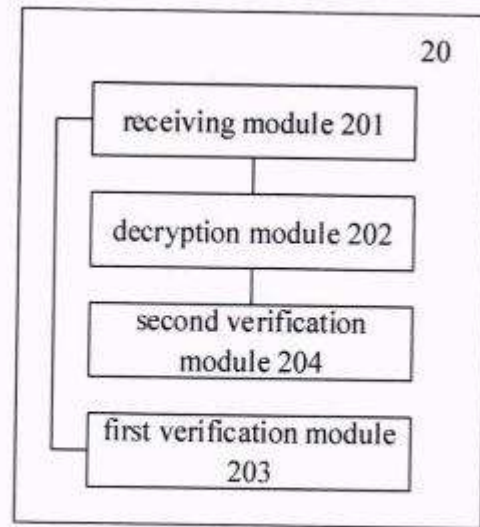 20
receiving module 201
decryption module 202
second verification
module 204
first verification module
203